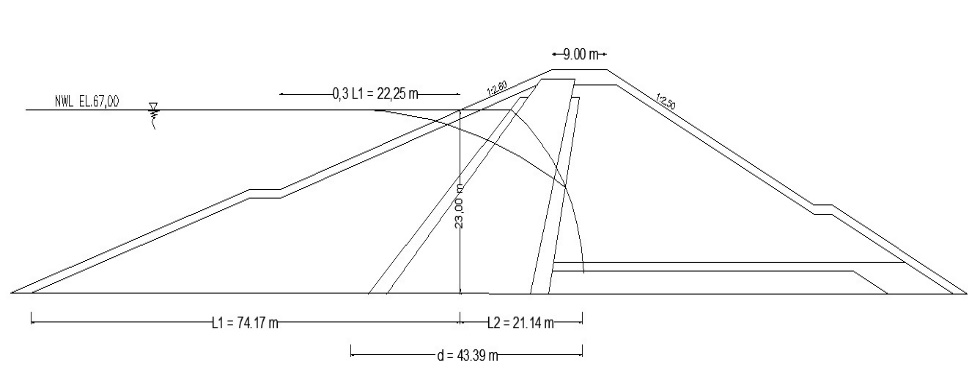 9.00 m
NWL EL.67,00
0,3 L1 = 22,25 m
1:2.60
1:2.50
23,00 m
L1 = 74.17 m
L2 = 21.14 m
d = 43.39 m